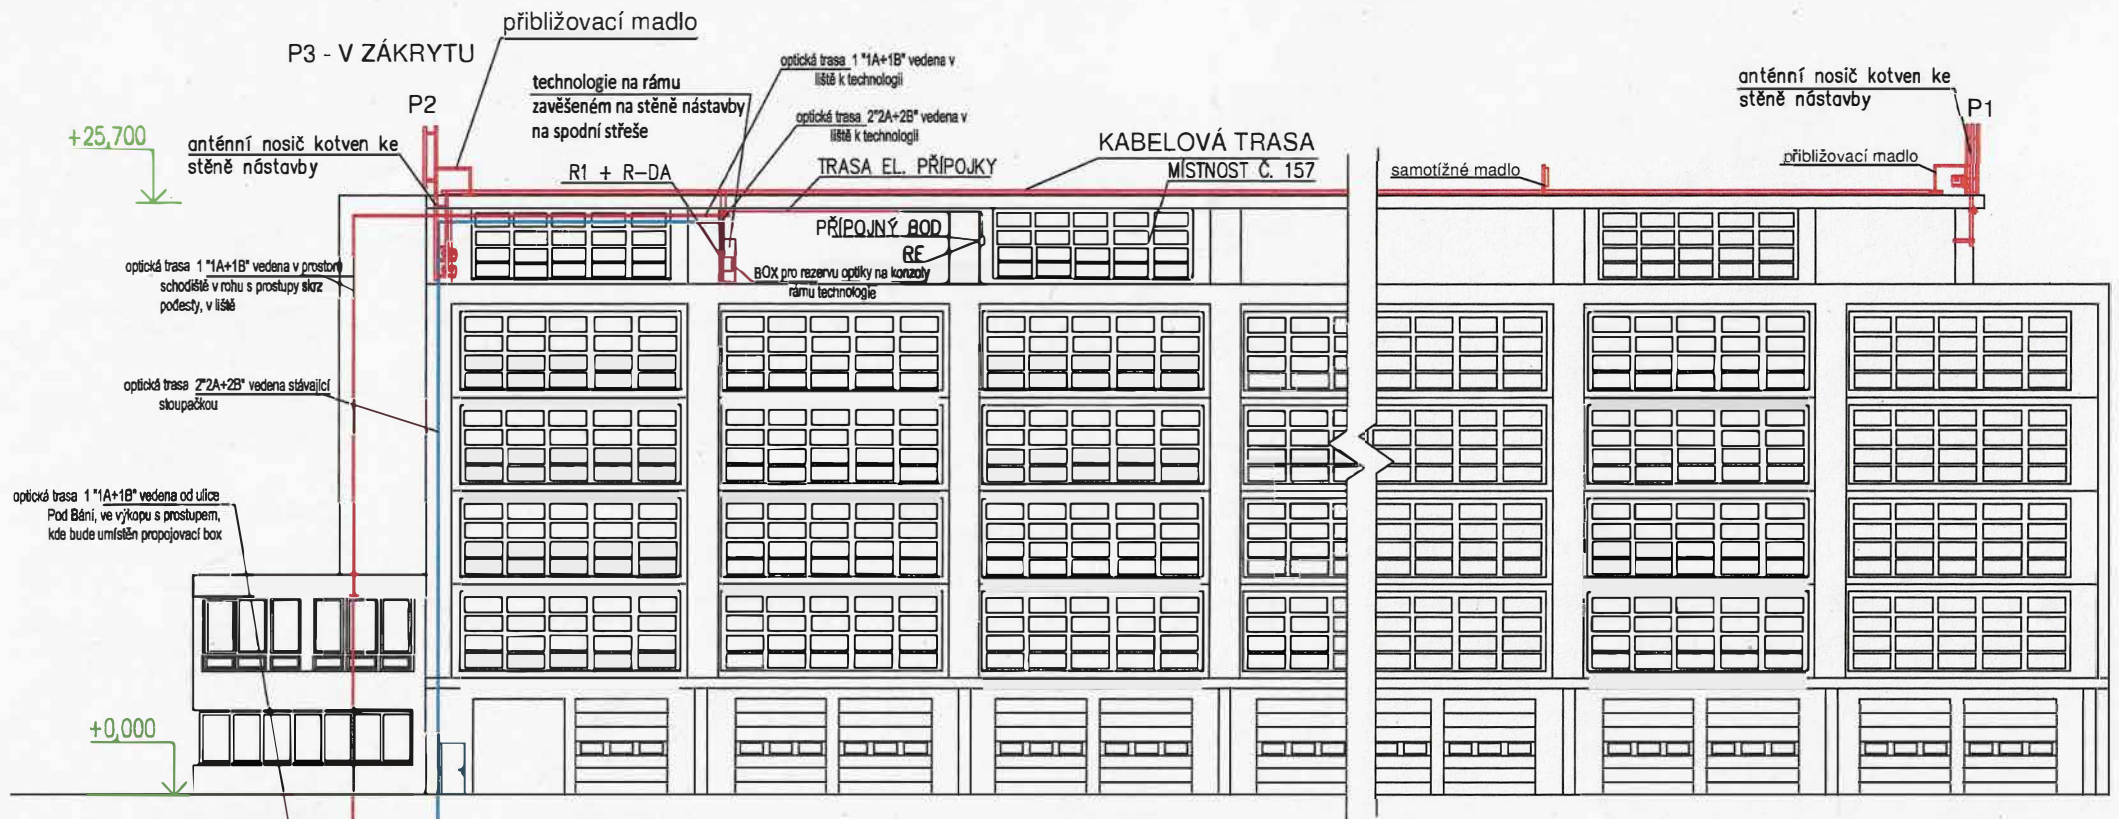 přibližovací madlo
P3 - V ZÁKRYTU
P2
+25,700
anténní nosič kotven ke
stěně nástavby
technologie na rámu
zavěšeném na stěně nástavby
na spodní střeše
optická trasa 1 "1A+1B" vedena v
liště k technologii
optická trasa 2"2A+2B" vedena v
liště k technologii
R1 + R-DA
TRASA EL. PŘÍPOJKY
KABELOVÁ TRASA
MÍSTNOST Č. 157
samotížné madlo
anténní nosič kotven ke
stěně nástavby
P1
přibližovací madlo
PŘÍPOJNÝ BOD
RE
BOX pro rezervu optiky na konzoly
rámu technologie
optická trasa 1 "1A+1B" vedena v prostoru
schodiště v rohu s prostupy skrz
podesty, v liště
optická trasa 2"2A+2B" vedena stávající
stoupačkou
optická trasa 1 "1A+1B" vedena od ulice
Pod Bání, ve výkopu s prostupem,
kde bude umístěn propojovací box
+0,000